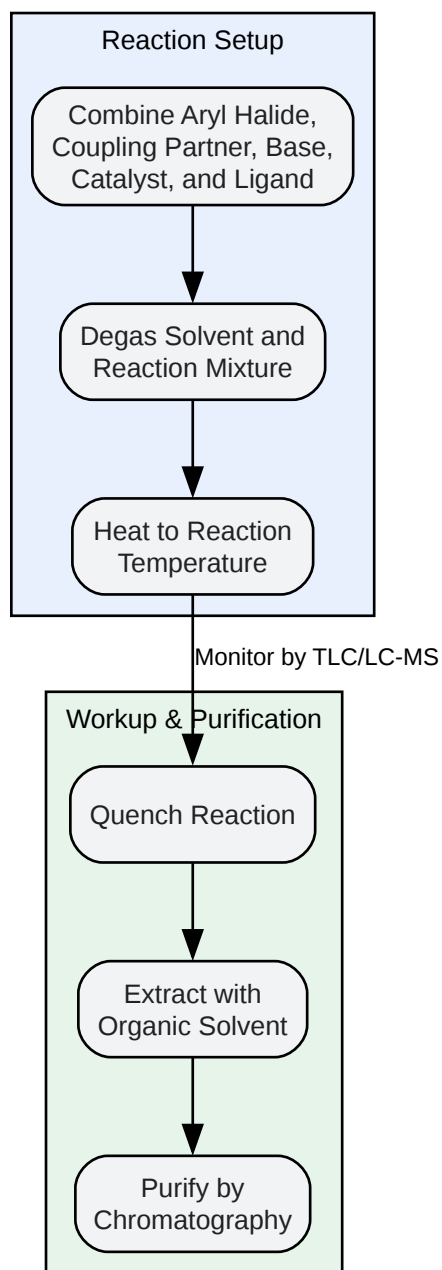 Reaction Setup
Combine Aryl Halide,
Coupling Partner, Base,
Catalyst, and Ligand
Degas Solvent and
Reaction Mixture
Heat to Reaction
Temperature
Monitor by TLC/LC-MS
Workup & Purification
Quench Reaction
Extract with
Organic Solvent
Purify by
Chromatography